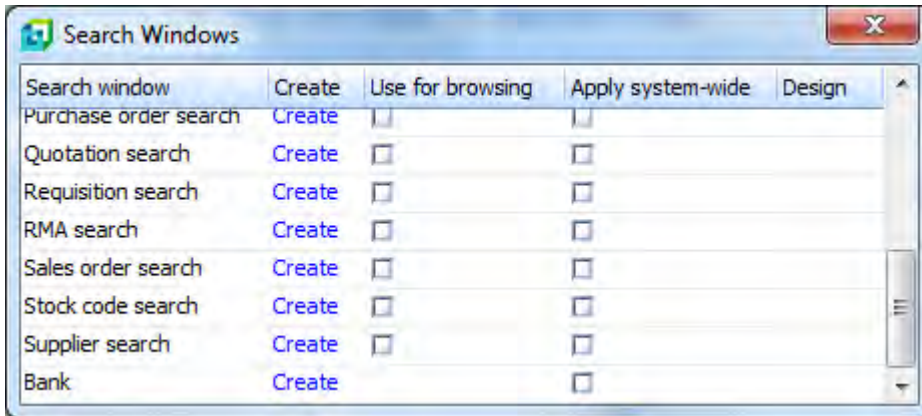 Search Windows
Search window Create Use for browsing Apply system-wide Design
Purchase order search Create
Quotation search Create
Requisition search Create
RMA search Create
Sales order search Create
Stock code search Create
Supplier search Create
Bank Create